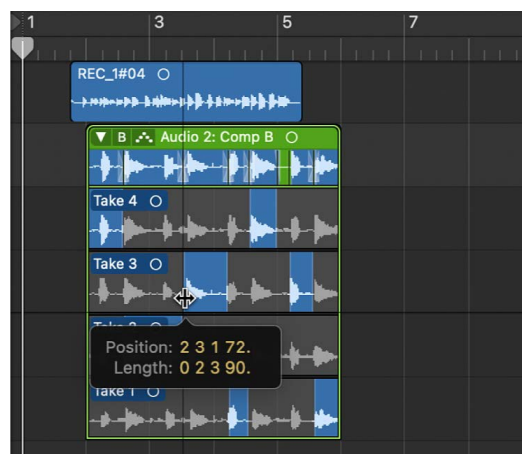 1 3 5 7
REC_1#04
B Audio 2: Comp B
Take 4
Take 3
Position: 2 3 1 72.
Length: 0 2 3 90.
Take 1